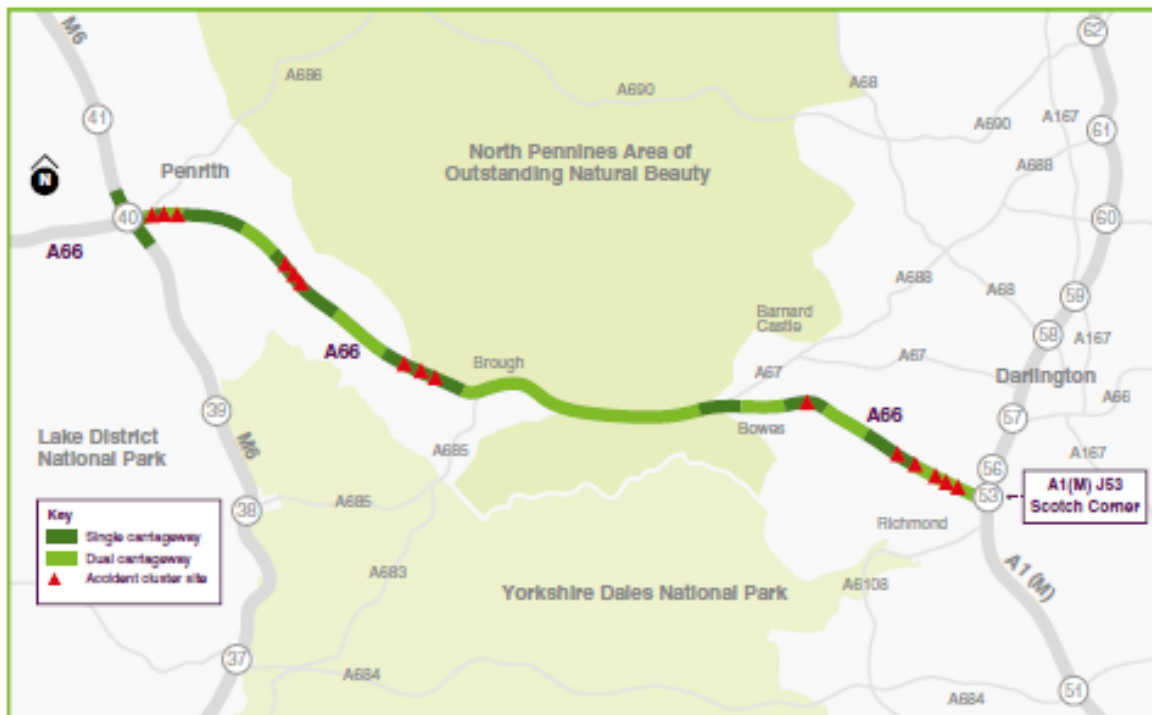 M6
62
A686
A68
A690
41
A167
A690
61
North Pennines Area of
Outstanding Natural Beauty
A688
Penrith
N
40
60
A66
A688
A68
59
Barnard
Castle
58
A167
A66
Brough
A67
A67
Darlington
A66
39
A66
57
Bowes
Lake District
National Park
M6
A685
A167
56
A1(M) J53
Scotch Corner
53
A685
38
Richmond
Key
Single carriageway
Dual carriageway
Accident cluster site
A683
A6108
A1 (M)
Yorkshire Dales National Park
37
A684
51
A684